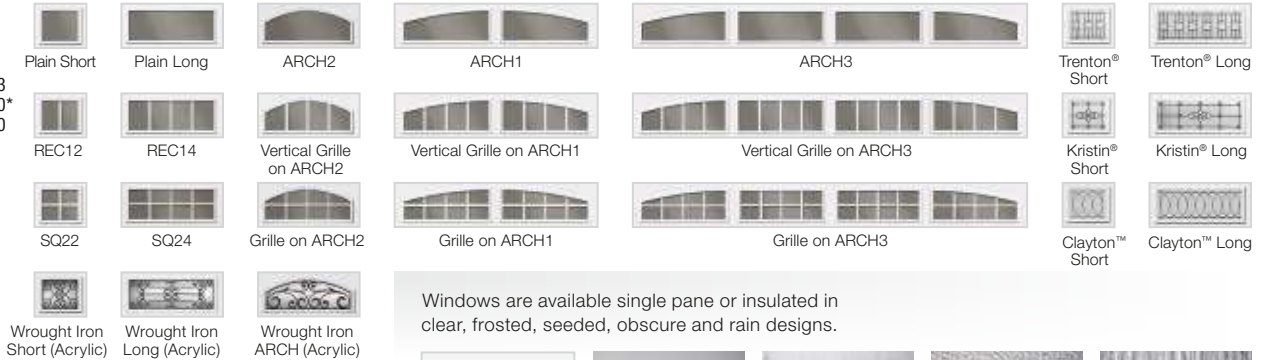 Plain Short
Plain Long
ARCH2
ARCH1
ARCH3
Trenton®
Short
Trenton® Long
3
0*
0
REC12
REC14
Vertical Grille
on ARCH2
Vertical Grille on ARCH1
Vertical Grille on ARCH3
Kristin®
Short
Kristin® Long
SQ22
SQ24
Grille on ARCH2
Grille on ARCH1
Grille on ARCH3
Clayton™
Short
Clayton™ Long
Wrought Iron
Short (Acrylic)
Wrought Iron
Long (Acrylic)
Wrought Iron
ARCH (Acrylic)
Windows are available single pane or insulated in
clear, frosted, seeded, obscure and rain designs.